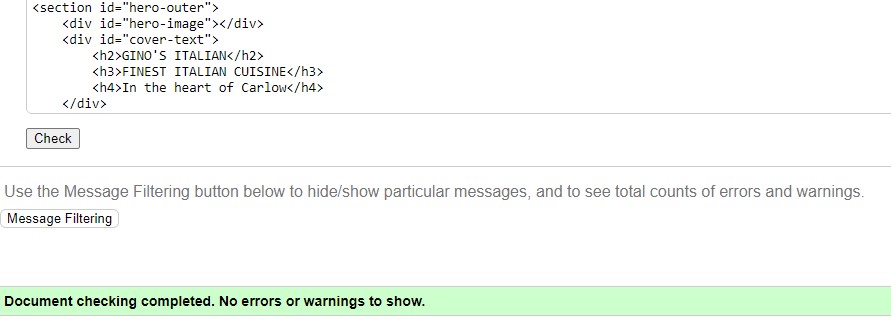 <section id="hero-outer">
    <div id="hero-image"></div>
    <div id="cover-text">
        <h2>GINO'S ITALIAN</h2>
        <h3>FINEST ITALIAN CUISINE</h3>
        <h4>In the heart of Carlow</h4>
    </div>
Check
Use the Message Filtering button below to hide/show particular messages, and to see total counts of errors and warnings.
Message Filtering
Document checking completed. No errors or warnings to show.